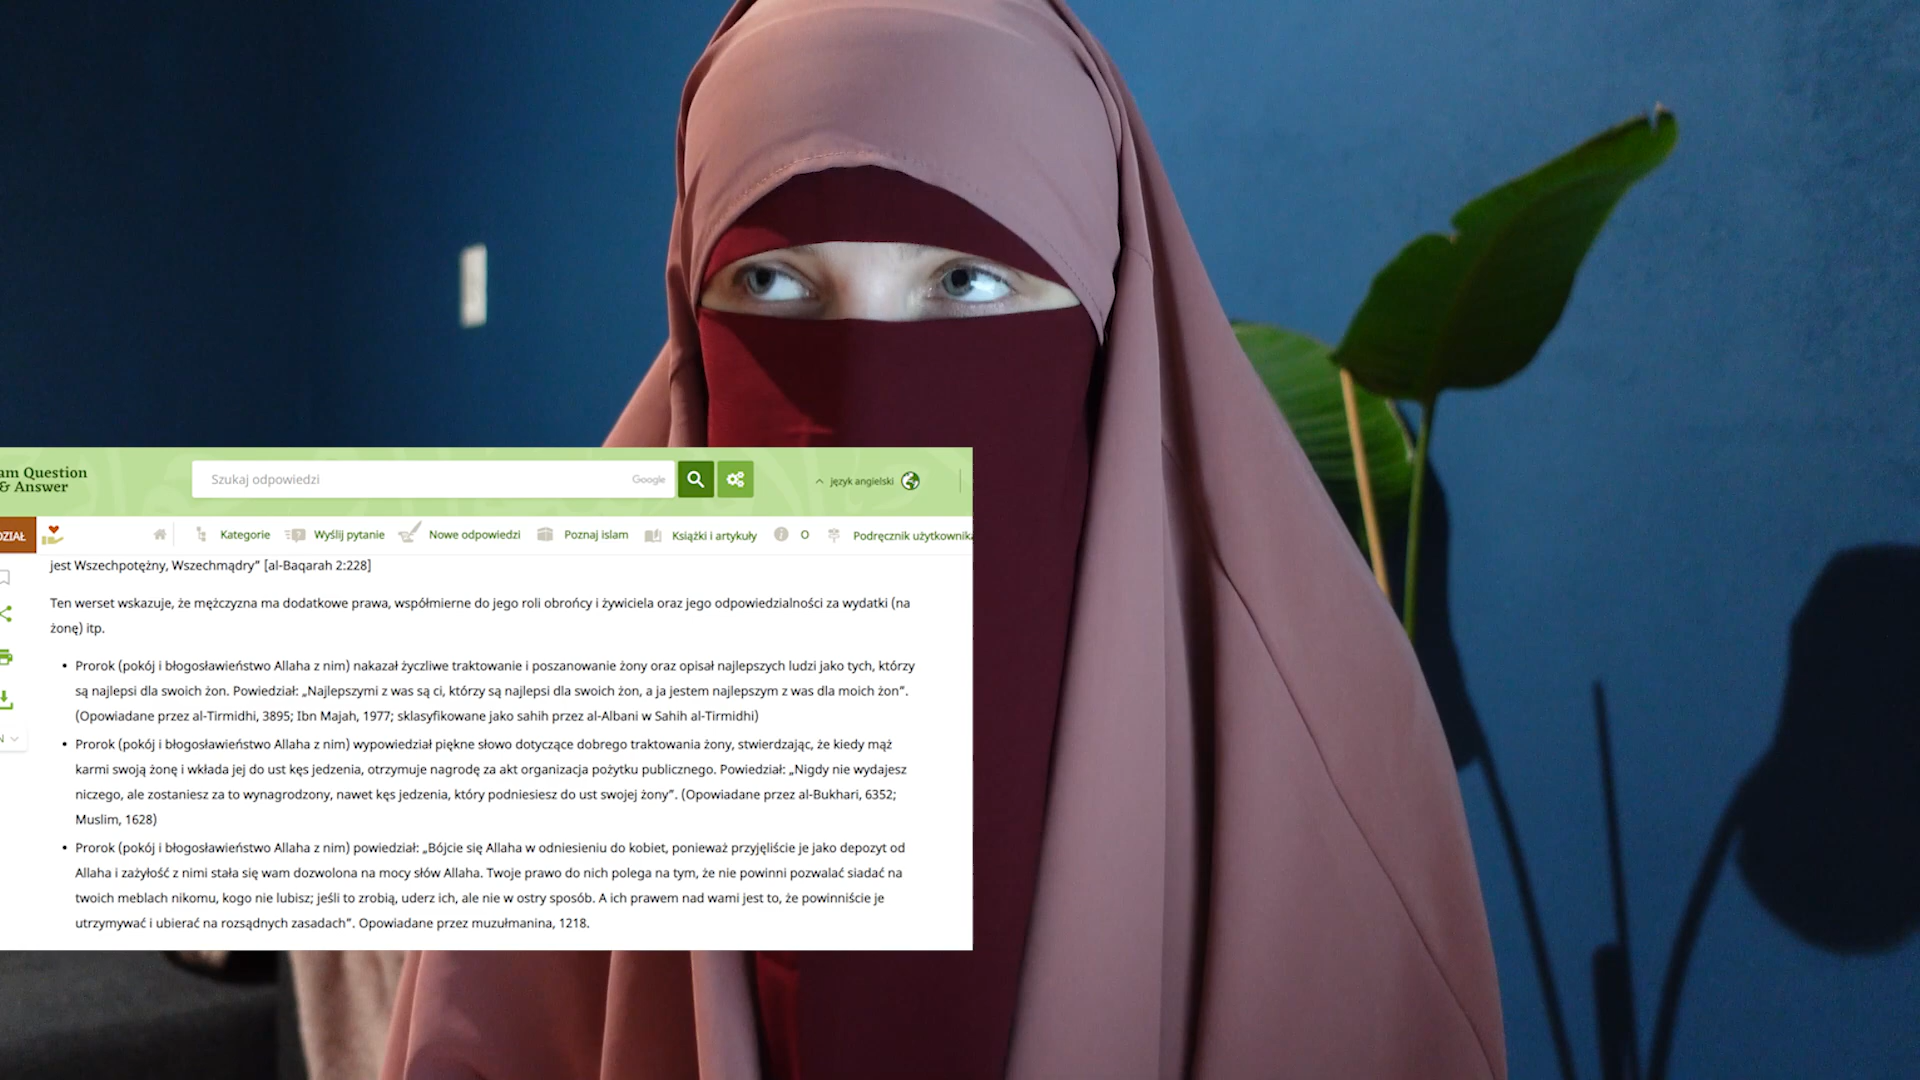 am Question
& Answer
Szukaj odpowiedzi
Google
język angielski
DZIAŁ
Kategorie
Wyślij pytanie
Nowe odpowiedzi
Poznaj islam
Książki i artykuły
O
Podręcznik użytkownika
jest Wszechpotężny, Wszechmądry” [al-Baqarah 2:228]
Ten werset wskazuje, że mężczyzna ma dodatkowe prawa, współmierne do jego roli obrońcy i żywiciela oraz jego odpowiedzialności za wydatki (na
żonę) itp.
• Prorok (pokój i błogosławieństwo Allaha z nim) nakazał życzliwe traktowanie i poszanowanie żony oraz opisał najlepszych ludzi jako tych, którzy
są najlepsi dla swoich żon. Powiedział: „Najlepszymi z was są ci, którzy są najlepsi dla swoich żon, a ja jestem najlepszym z was dla moich żon”.
(Opowiadane przez al-Tirmidhi, 3895; Ibn Majah, 1977; sklasyfikowane jako sahih przez al-Albani w Sahih al-Tirmidhi)
• Prorok (pokój i błogosławieństwo Allaha z nim) wypowiedział piękne słowo dotyczące dobrego traktowania żony, stwierdzając, że kiedy mąż
karmi swoją żonę i wkłada jej do ust kęs jedzenia, otrzymuje nagrodę za akt organizacja pożytku publicznego. Powiedział: „Nigdy nie wydajesz
niczego, ale zostaniesz za to wynagrodzony, nawet kęs jedzenia, który podniesiesz do ust swojej żony”. (Opowiadane przez al-Bukhari, 6352;
Muslim, 1628)
• Prorok (pokój i błogosławieństwo Allaha z nim) powiedział: „Bójcie się Allaha w odniesieniu do kobiet, ponieważ przyjęliście je jako depozyt od
Allaha i zażyłość z nimi stała się wam dozwolona na mocy słów Allaha. Twoje prawo do nich polega na tym, że nie powinni pozwalać siadać na
twoich meblach nikomu, kogo nie lubisz; jeśli to zrobią, uderz ich, ale nie w ostry sposób. A ich prawem nad wami jest to, że powinniście je
utrzymywać i ubierać na rozsądnych zasadach”. Opowiadane przez muzułmanina, 1218.